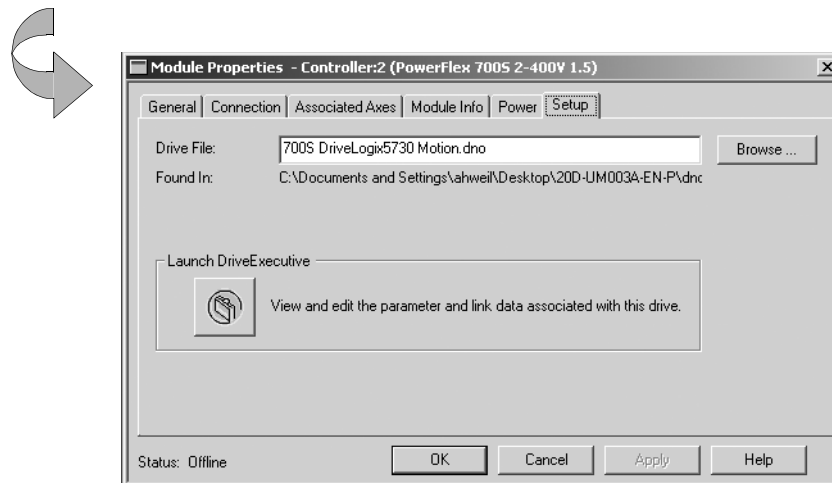 Module Properties - Controller:2 (PowerFlex 700S 2-400V 1.5)
General Connection Associated Axes Module Info Power Setup
Drive File: 700S DriveLogix5730 Motion.dno Browse ...
Found In: C:\Documents and Settings\ahweil\Desktop\20D-UM003A-EN-P\dnc
Launch DriveExecutive
View and edit the parameter and link data associated with this drive.
Status: Offline OK Cancel Apply Help